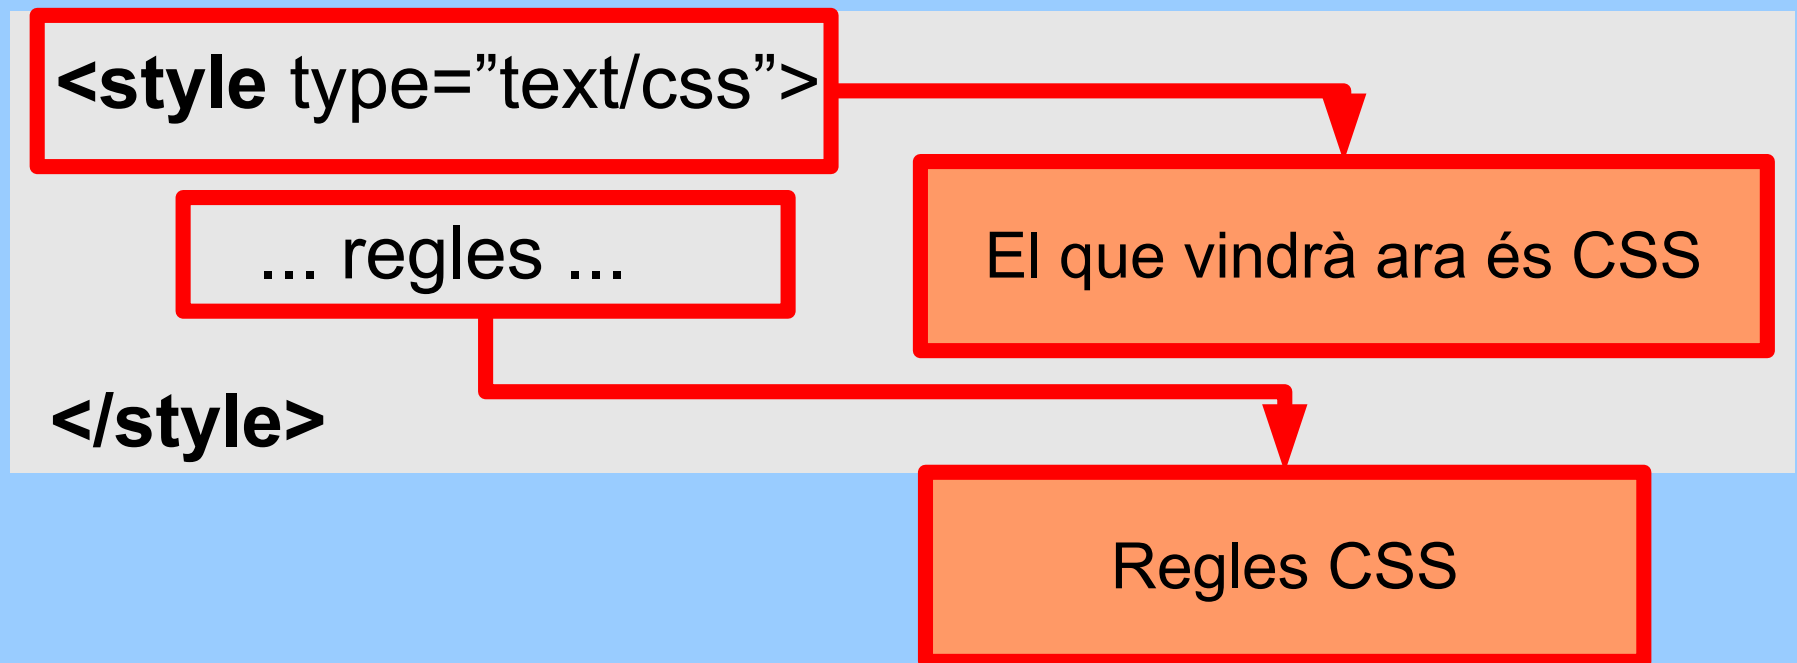 <style type=”text/css”>
El que vindrà ara és CSS
... regles ...
</style>
Regles CSS